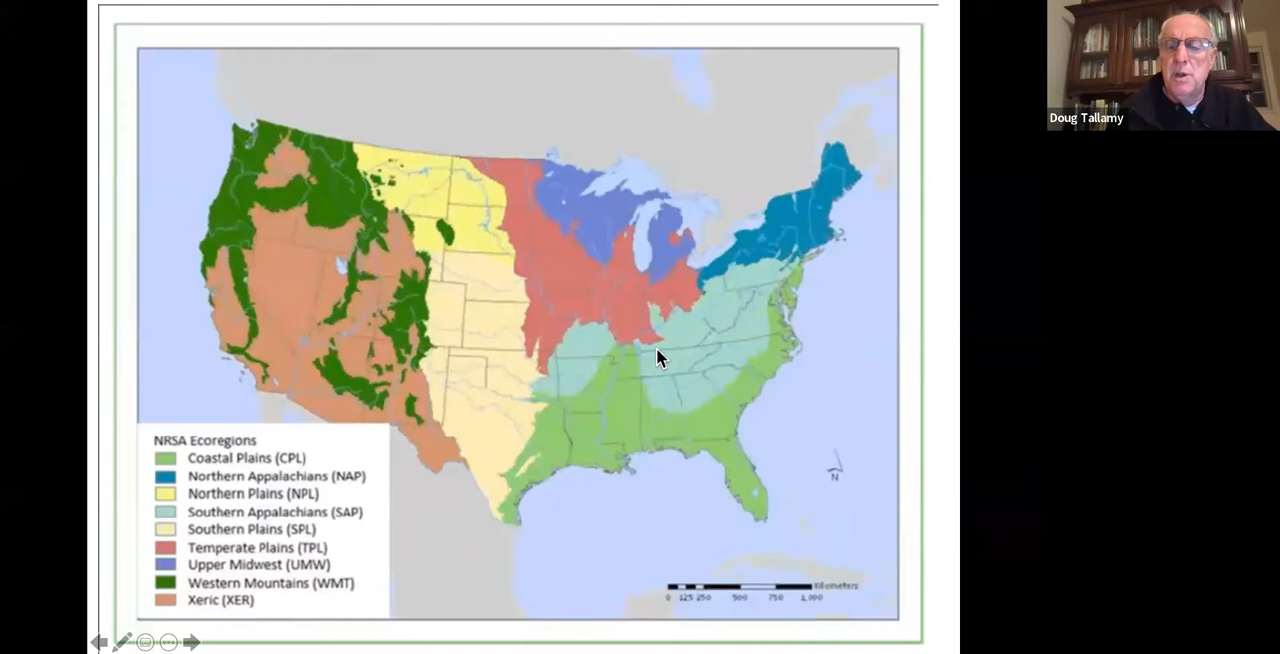 Doug Tallamy
NRSA Ecoregions
Coastal Plains (CPL)
Northern Appalachians (NAP)
Northern Plains (NPL)
Southern Appalachians (SAP)
Southern Plains (SPL)
Temperate Plains (TPL)
Upper Midwest (UMW)
Western Mountains (WMT)
Xeric (XER)
N
Kilometers
0 125 250 500 750 1,000